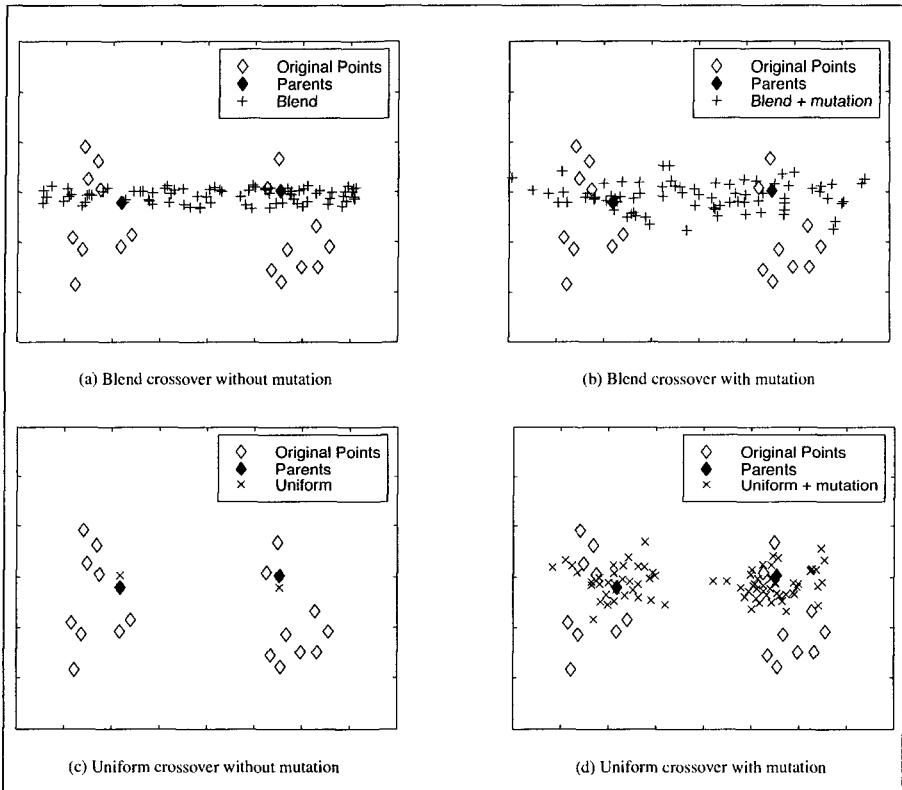 Original Points
Parents
Blend
Original Points
Parents
Blend + mutation
(a) Blend crossover without mutation
(b) Blend crossover with mutation
Original Points
Parents
Uniform
Original Points
Parents
Uniform + mutation
(c) Uniform crossover without mutation
(d) Uniform crossover with mutation